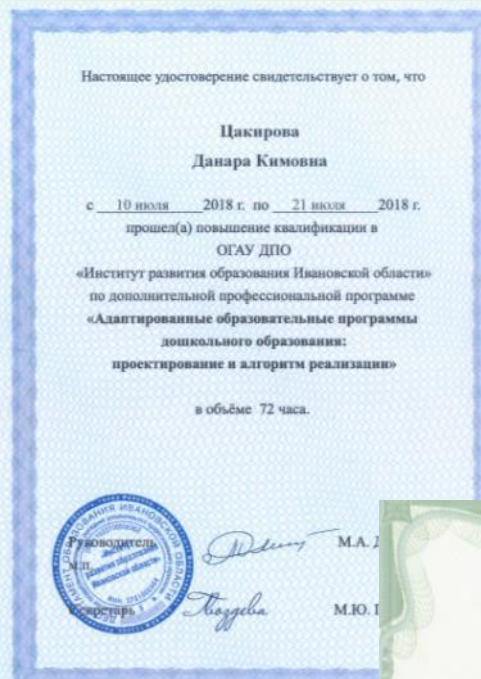 Настоящее удостоверение свидетельствует о том, что
Цакирова
Данара Кимовна
с 10 июля 2018 г. по 21 июля 2018 г.
прошел(а) повышение квалификации в
ОГАУ ДПО
«Институт развития образования Ивановской области»
по дополнительной профессиональной программе
«Адаптированные образовательные программы
дошкольного образования:
проектирование и алгоритм реализации»
в объёме 72 часа.
Руководитель М.А.
М.П.
Секретарь М.Ю.